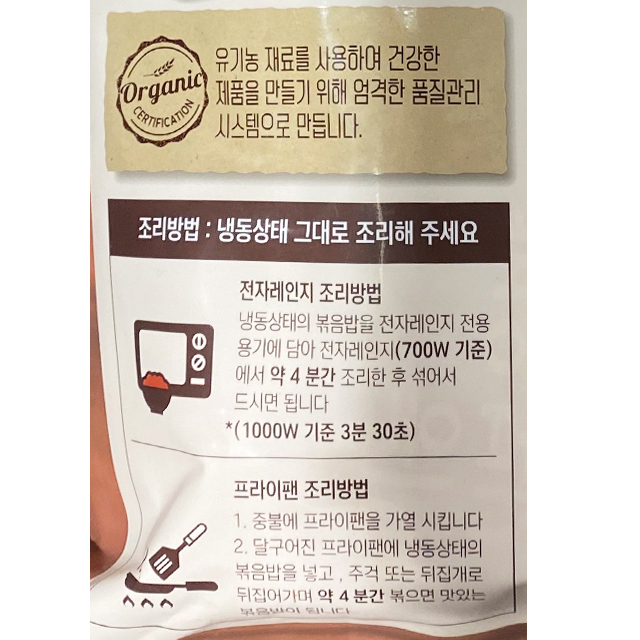 Organic
CERTIFICATION
유기농 재료를 사용하여 건강한
제품을 만들기 위해 엄격한 품질관리
시스템으로 만듭니다.
조리방법 : 냉동상태 그대로 조리해 주세요
전자레인지 조리방법
냉동상태의 볶음밥을 전자레인지 전용
용기에 담아 전자레인지(700W 기준)
에서 약 4 분간 조리한 후 섞어서
드시면 됩니다
*(1000W 기준 3분 30초)
프라이팬 조리방법
1. 중불에 프라이팬을 가열 시킵니다
2. 달구어진 프라이팬에 냉동상태의
볶음밥을 넣고 , 주걱 또는 뒤집개로
뒤집어가며 약 4 분간 볶으면 맛있는
볶음밥이 됩니다